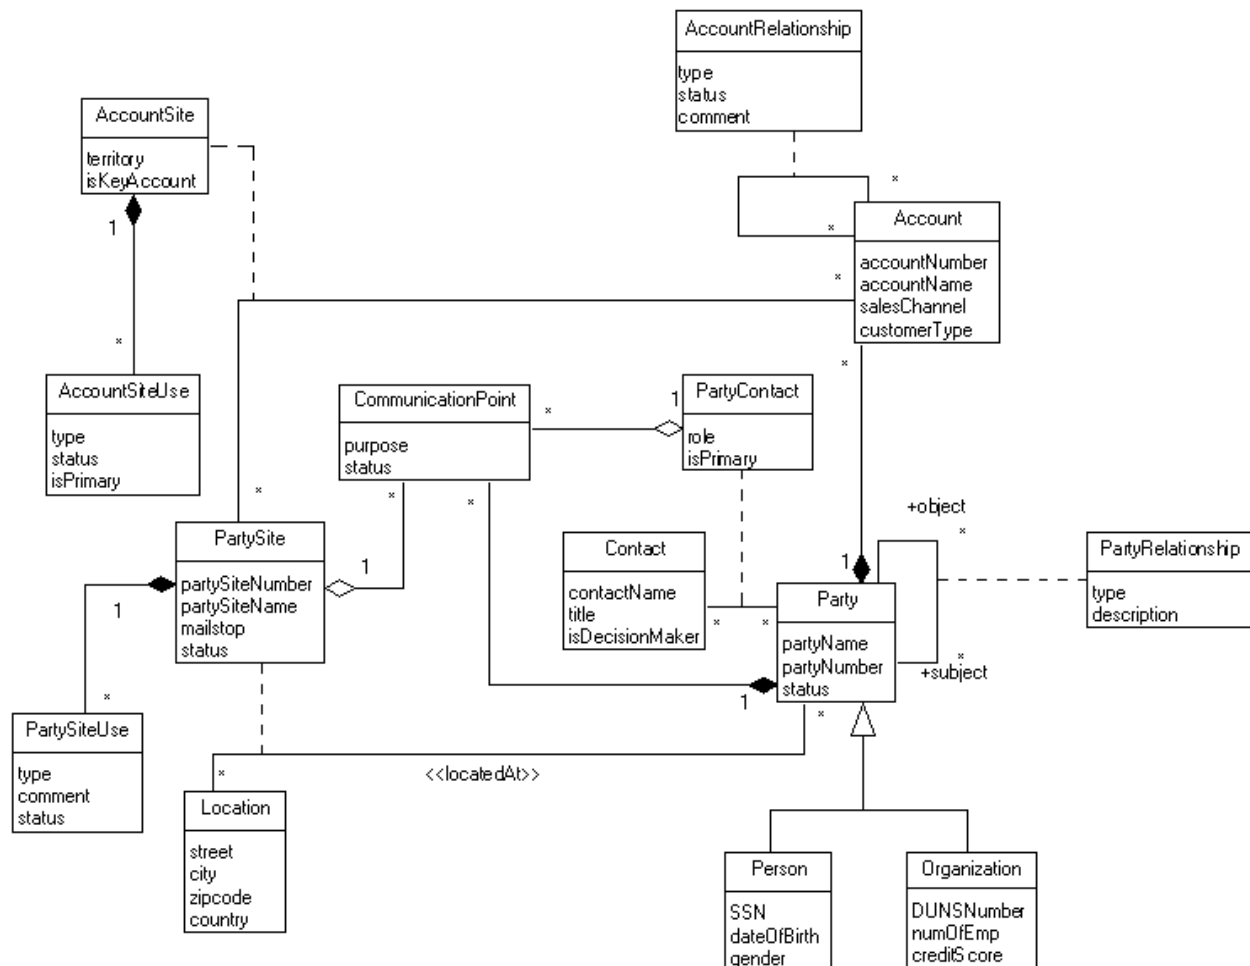 AccountRelationship
type
status
comment
AccountSite
territory
isKeyAccount
1
*
AccountSiteUse
type
status
isPrimary
*
*
Account
accountNumber
accountName
salesChannel
customerType
*
*
CommunicationPoint
purpose
status
*
1
PartyContact
role
isPrimary
*
*
*
PartySite
partySiteNumber
partySiteName
mailstop
status
1
1
*
PartySiteUse
type
comment
status
Contact
contactName
title
isDecisionMaker
*
*
1
Party
partyName
partyNumber
status
1
*
+object
*
*
+subject
PartyRelationship
type
description
*
<<locatedAt>>
Location
street
city
zipcode
country
Person
SSN
dateOfBirth
gender
Organization
DUNSNumber
numOfEmp
creditScore